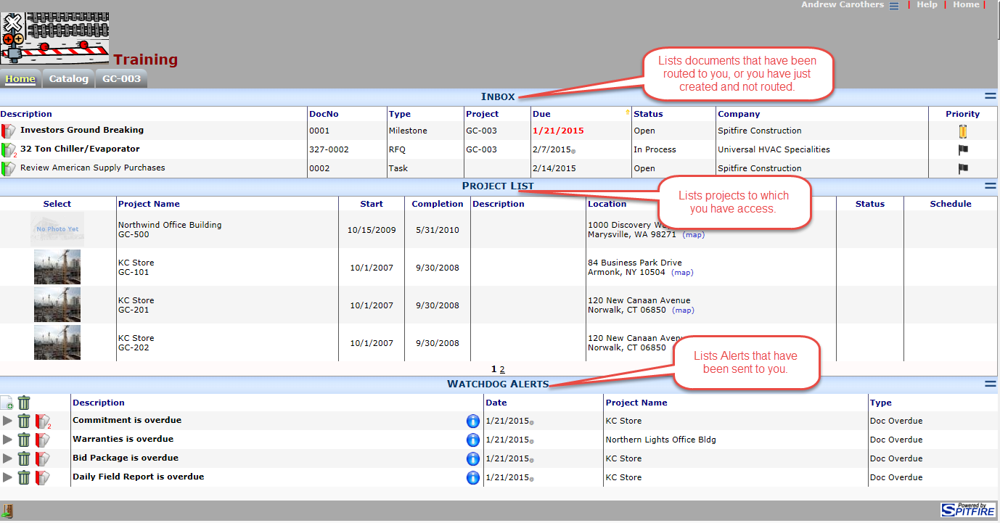 Andrew Carothers | Help | Home |
Training
Home Catalog GC-003
Lists documents that have been
routed to you, or you have just
created and not routed.
INBOX
Description DocNo Type Project Due Status Company Priority
Investors Ground Breaking 0001 Milestone GC-003 1/21/2015 Open Spitfire Construction
2 32 Ton Chiller/Evaporator 327-0002 RFQ GC-003 2/7/2015 In Process Universal HVAC Specialities
Review American Supply Purchases 0002 Task 2/14/2015 Open Spitfire Construction
PROJECT LIST
Lists projects to which
you have access.
Select Project Name Start Completion Description Location Status Schedule
No Photo Yet
Northwind Office Building 1000 Discovery
GC-500 10/15/2009 5/31/2010 Marysville, WA 98271 (map)
KC Store 84 Business Park Drive
GC-101 10/1/2007 9/30/2008 Armonk, NY 10504 (map)
KC Store 120 New Canaan Avenue
GC-201 10/1/2007 9/30/2008 Norwalk, CT 06850 (map)
KC Store 120 New Canaan
GC-202 10/1/2007 9/30/2008 Norwalk, CT 06850
Lists Alerts that have
been sent to you.
1 2
WATCHDOG ALERTS
Description Date Project Name Type
2 Commitment is overdue 1/21/2015 KC Store Doc Overdue
Warranties is overdue 1/21/2015 Northern Lights Office Bldg Doc Overdue
Bid Package is overdue 1/21/2015 KC Store Doc Overdue
Daily Field Report is overdue 1/21/2015 KC Store Doc Overdue
Powered by
SPITFIRE